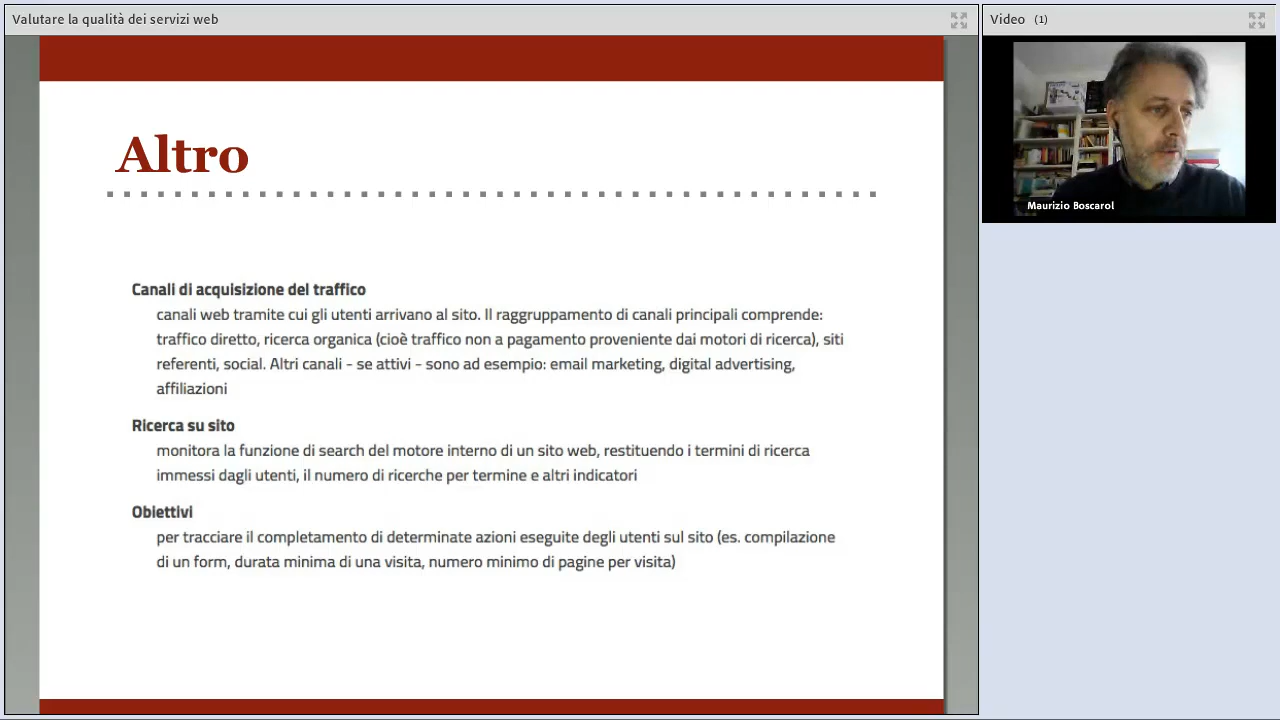 Valutare la qualità dei servizi web
Video (1)
Altro
Canali di acquisizione del traffico
canali web tramite cui gli utenti arrivano al sito. Il raggruppamento di canali principali comprende:
traffico diretto, ricerca organica (cioè traffico non a pagamento proveniente dai motori di ricerca), siti
referenti, social. Altri canali - se attivi - sono ad esempio: email marketing, digital advertising,
affiliazioni
Ricerca su sito
monitora la funzione di search del motore interno di un sito web, restituendo i termini di ricerca
immessi dagli utenti, il numero di ricerche per termine e altri indicatori
Obiettivi
per tracciare il completamento di determinate azioni eseguite degli utenti sul sito (es. compilazione
di un form, durata minima di una visita, numero minimo di pagine per visita)
Maurizio Boscarol